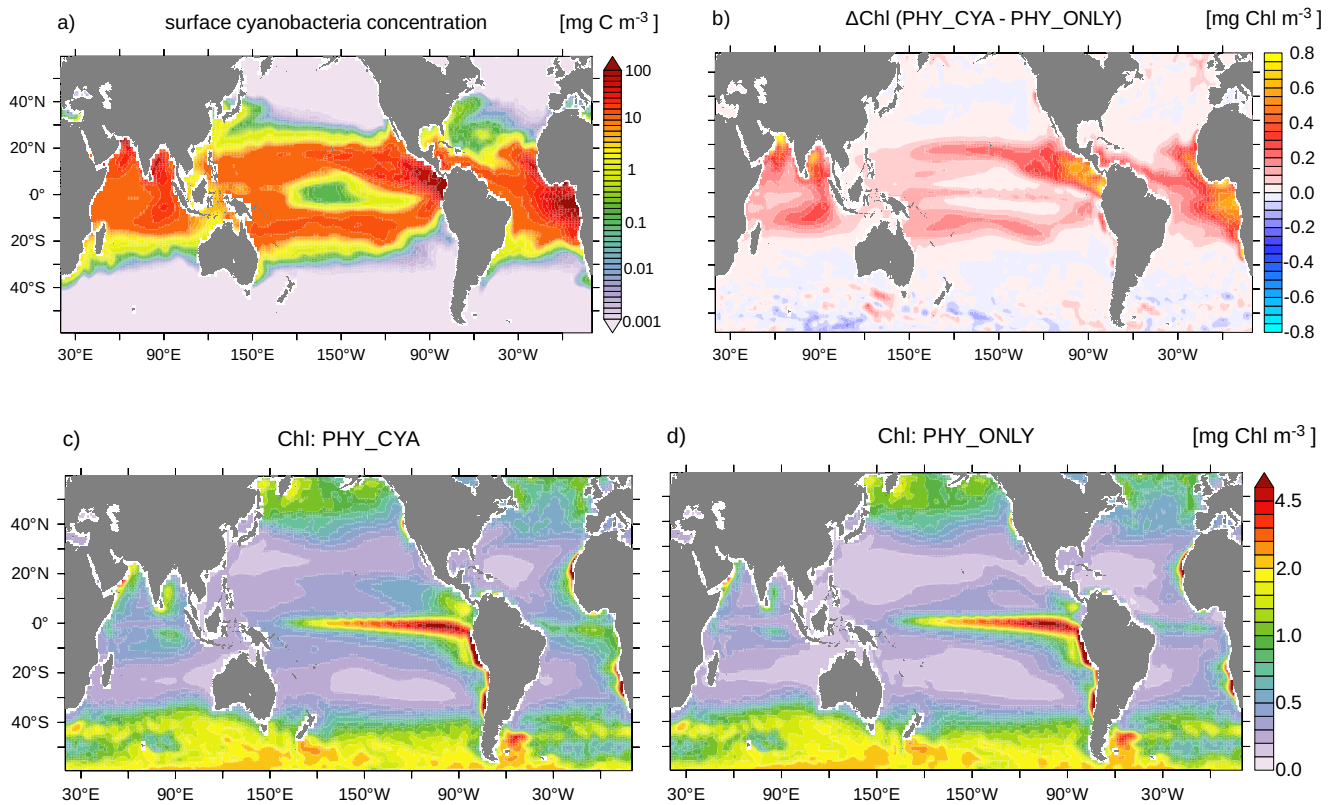 a) surface cyanobacteria concentration [mg C m-3]
b) ΔChl (PHY_CYA - PHY_ONLY) [mg Chl m-3]
40°N
20°N
0°
20°S
40°S
30°E 90°E 150°E 150°W 90°W 30°W
100
10
1
0.1
0.01
0.001
30°E 90°E 150°E 150°W 90°W 30°W
0.8
0.6
0.4
0.2
0.0
-0.2
-0.4
-0.6
-0.8
c) Chl: PHY_CYA
d) Chl: PHY_ONLY [mg Chl m-3]
40°N
20°N
0°
20°S
40°S
30°E 90°E 150°E 150°W 90°W 30°W
30°E 90°E 150°E 150°W 90°W 30°W
4.5
2.0
1.0
0.5
0.0